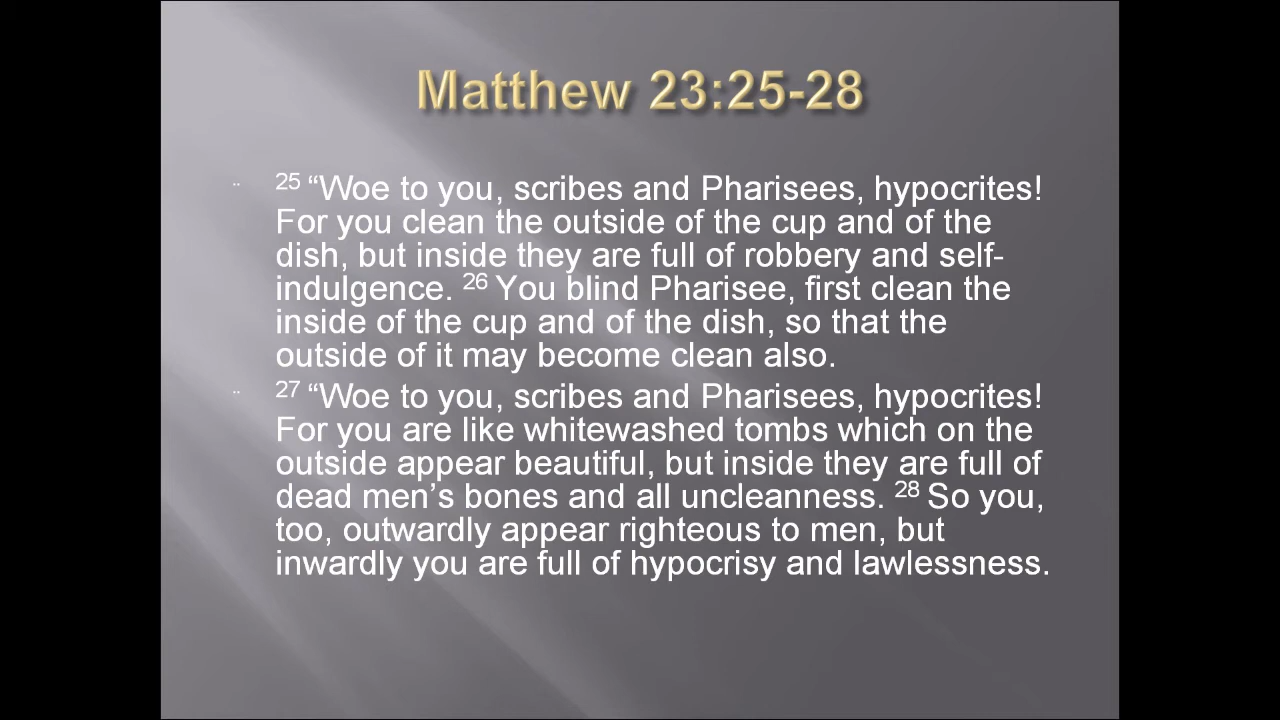 Matthew 23:25-28
25 “Woe to you, scribes and Pharisees, hypocrites!
For you clean the outside of the cup and of the
dish, but inside they are full of robbery and self-
indulgence. 26 You blind Pharisee, first clean the
inside of the cup and of the dish, so that the
outside of it may become clean also.
27 “Woe to you, scribes and Pharisees, hypocrites!
For you are like whitewashed tombs which on the
outside appear beautiful, but inside they are full of
dead men’s bones and all uncleanness. 28 So you,
too, outwardly appear righteous to men, but
inwardly you are full of hypocrisy and lawlessness.